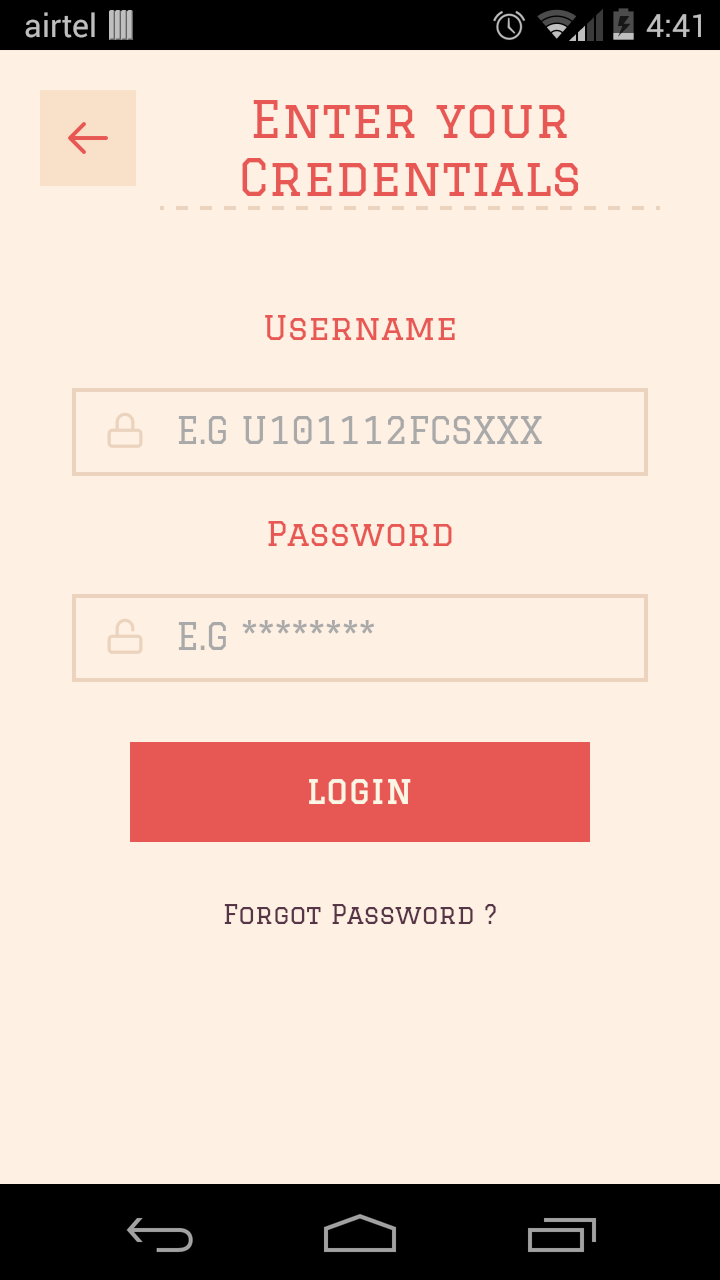 airtel 4:41
Enter your
Credentials
Username
E.G U101112FCSXXX
Password
E.G ********
LOGIN
Forgot Password ?